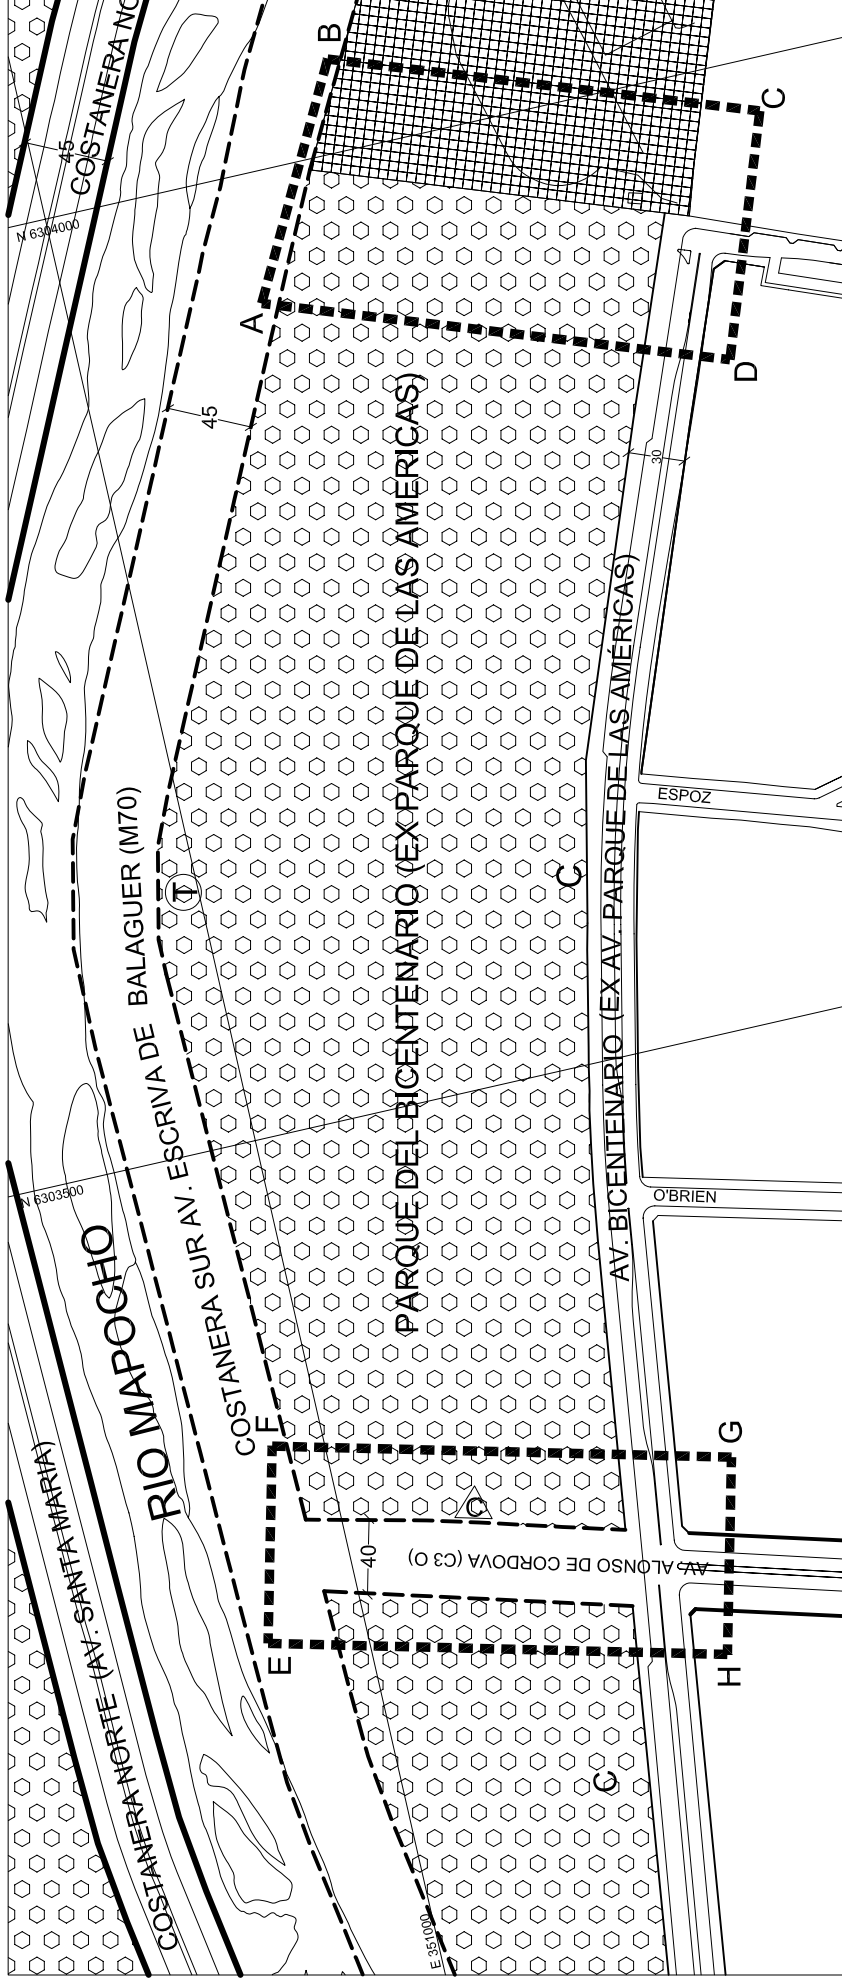 COSTANERA NO
45
N 6304000
B
C
A
D
45
30
PARQUE DEL BICENTENARIO (EX PARQUE DE LAS AMERICAS)
AV. BICENTENARIO (EX AV. PARQUE DE LAS AMÉRICAS)
ESPOZ
C
T
COSTANERA SUR AV. ESCRIVA DE BALAGUER (M70)
N 6303500
O'BRIEN
RIO MAPOCHO
COSTANERA NORTE (AV. SANTA MARIA)
F
G
C
40
AV. ALONSO DE CORDOVA (C3 O)
E
H
C
E 351000